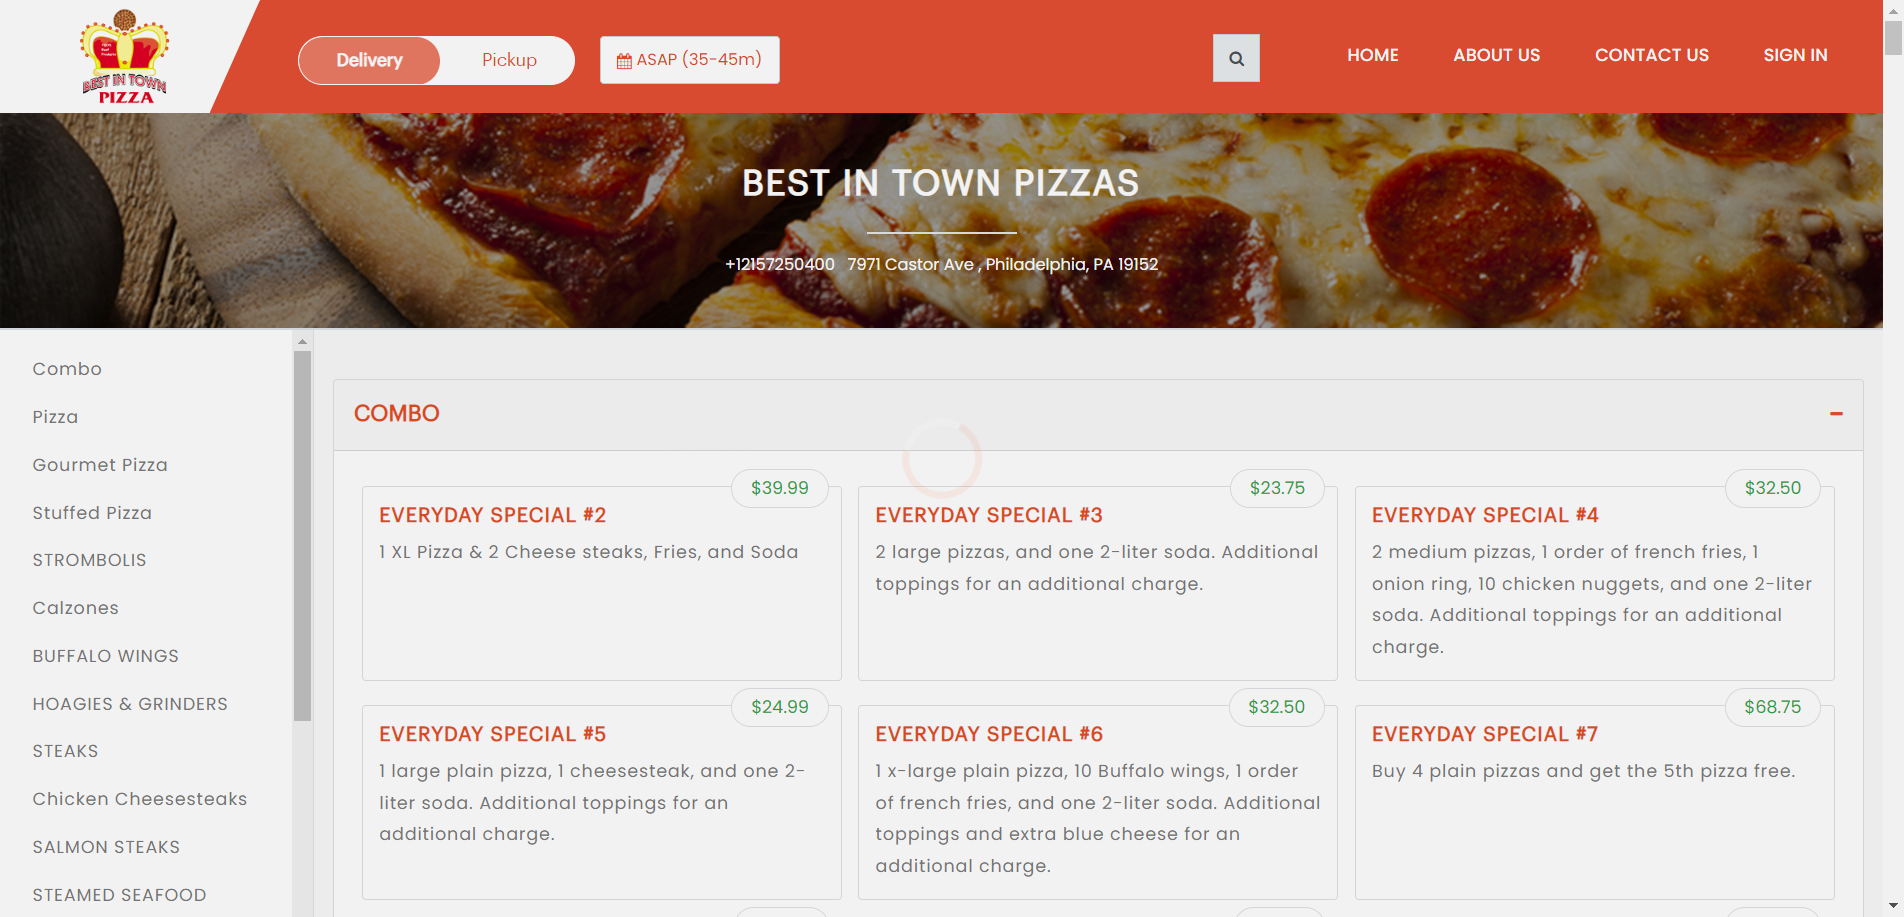 BEST IN TOWN
PIZZA
Delivery
Pickup
ASAP (35-45m)
HOME
ABOUT US
CONTACT US
SIGN IN
BEST IN TOWN PIZZAS
+12157250400 7971 Castor Ave , Philadelphia, PA 19152
Combo
Pizza
Gourmet Pizza
Stuffed Pizza
STROMBOLIS
Calzones
BUFFALO WINGS
HOAGIES & GRINDERS
STEAKS
Chicken Cheesesteaks
SALMON STEAKS
STEAMED SEAFOOD
COMBO
$39.99
EVERYDAY SPECIAL #2
1 XL Pizza & 2 Cheese steaks, Fries, and Soda
$23.75
EVERYDAY SPECIAL #3
2 large pizzas, and one 2-liter soda. Additional
toppings for an additional charge.
$32.50
EVERYDAY SPECIAL #4
2 medium pizzas, 1 order of french fries, 1
onion ring, 10 chicken nuggets, and one 2-liter
soda. Additional toppings for an additional
charge.
$24.99
EVERYDAY SPECIAL #5
1 large plain pizza, 1 cheesesteak, and one 2-
liter soda. Additional toppings for an
additional charge.
$32.50
EVERYDAY SPECIAL #6
1 x-large plain pizza, 10 Buffalo wings, 1 order
of french fries, and one 2-liter soda. Additional
toppings and extra blue cheese for an
additional charge.
$68.75
EVERYDAY SPECIAL #7
Buy 4 plain pizzas and get the 5th pizza free.